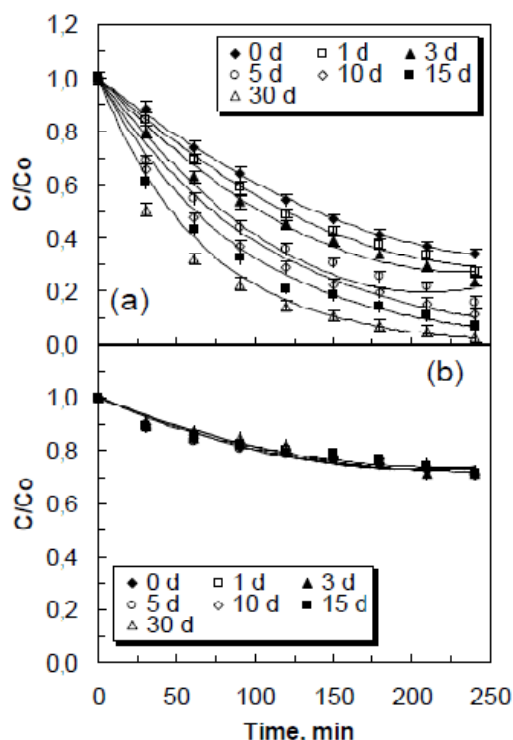 1,2
1,0
0,8
0,6
0,4
0,2
0,0
C/Co
0 d 1 d 3 d
5 d 10 d 15 d
30 d
(a)
(b)
1,0
0,8
0,6
0,4
0,2
0,0
C/Co
0 d 1 d 3 d
5 d 10 d 15 d
30 d
0 50 100 150 200 250
Time, min